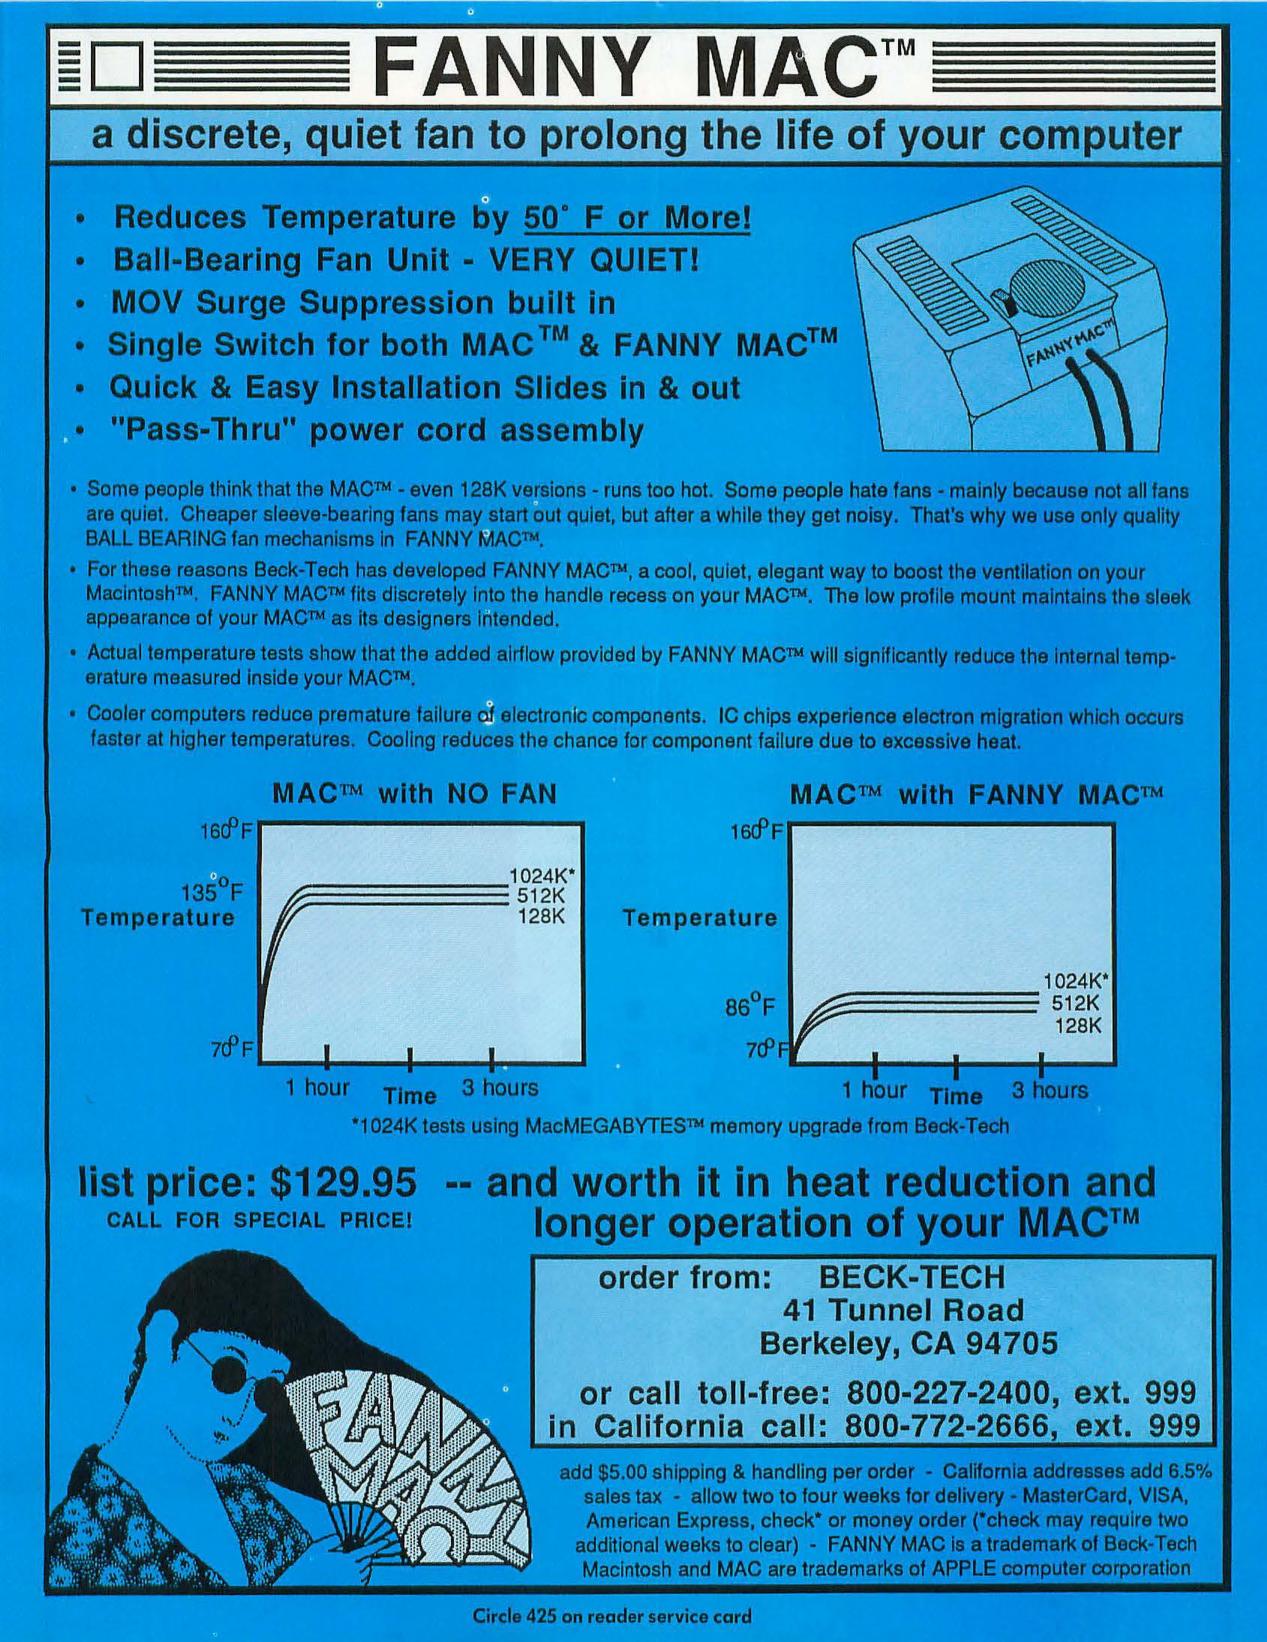 FANNY MAC™
a discrete, quiet fan to prolong the life of your computer
• Reduces Temperature by 50° F or More!
• Ball-Bearing Fan Unit - VERY QUIET!
• MOV Surge Suppression built in
• Single Switch for both MAC™ & FANNY MAC™
• Quick & Easy Installation Slides in & out
• "Pass-Thru" power cord assembly
FANNY MAC™
• Some people think that the MAC™ - even 128K versions - runs too hot. Some people hate fans - mainly because not all fans
are quiet. Cheaper sleeve-bearing fans may start out quiet, but after a while they get noisy. That's why we use only quality
BALL BEARING fan mechanisms in FANNY MAC™.
• For these reasons Beck-Tech has developed FANNY MAC™, a cool, quiet, elegant way to boost the ventilation on your
Macintosh™. FANNY MAC™ fits discretely into the handle recess on your MAC™. The low profile mount maintains the sleek
appearance of your MAC™ as its designers intended.
• Actual temperature tests show that the added airflow provided by FANNY MAC™ will significantly reduce the internal temp-
erature measured inside your MAC™.
• Cooler computers reduce premature failure of electronic components. IC chips experience electron migration which occurs
faster at higher temperatures. Cooling reduces the chance for component failure due to excessive heat.
MAC™ with NO FAN
160°F
135°F
Temperature
70°F
1024K*
512K
128K
1 hour Time 3 hours
MAC™ with FANNY MAC™
160°F
Temperature
86°F
70°F
1024K*
512K
128K
1 hour Time 3 hours
*1024K tests using MacMEGABYTES™ memory upgrade from Beck-Tech
list price: $129.95 -- and worth it in heat reduction and
CALL FOR SPECIAL PRICE! longer operation of your MAC™
FANNY
MAC
order from: BECK-TECH
41 Tunnel Road
Berkeley, CA 94705
or call toll-free: 800-227-2400, ext. 999
in California call: 800-772-2666, ext. 999
add $5.00 shipping & handling per order - California addresses add 6.5%
sales tax - allow two to four weeks for delivery - MasterCard, VISA,
American Express, check* or money order (*check may require two
additional weeks to clear) - FANNY MAC is a trademark of Beck-Tech
Macintosh and MAC are trademarks of APPLE computer corporation
Circle 425 on reader service card